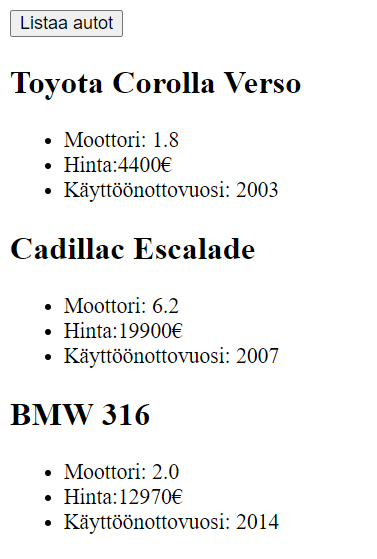 Listaa autot
Toyota Corolla Verso
Moottori: 1.8
Hinta:4400€
Käyttöönottovuosi: 2003
Cadillac Escalade
Moottori: 6.2
Hinta:19900€
Käyttöönottovuosi: 2007
BMW 316
Moottori: 2.0
Hinta:12970€
Käyttöönottovuosi: 2014